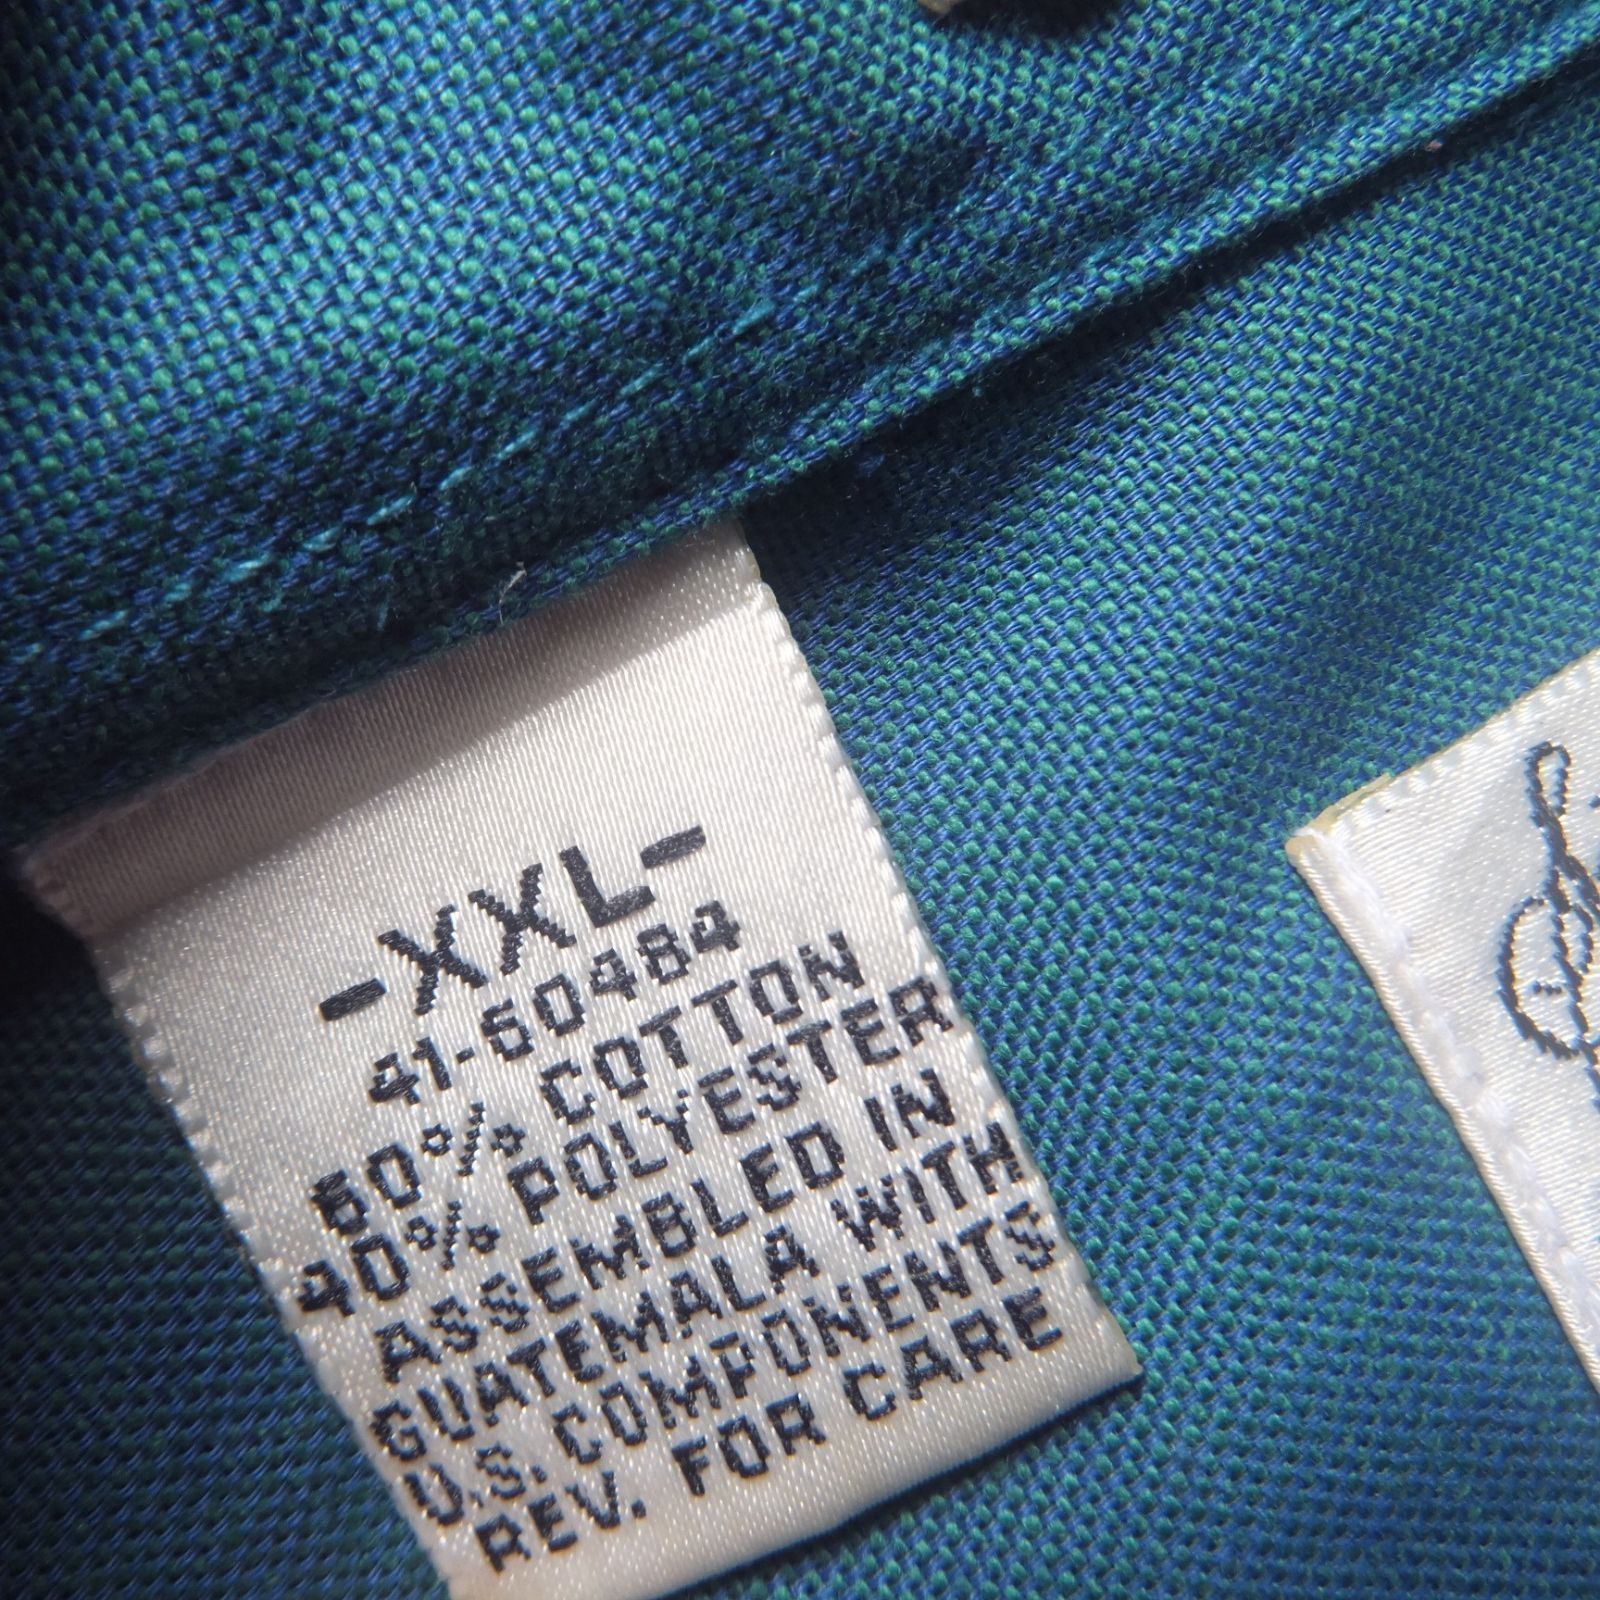 -XXL-
41-60484
60% COTTON
40% POLYESTER
ASSEMBLED IN
GUATEMALA WITH
U.S. COMPONENTS
REV. FOR CARE